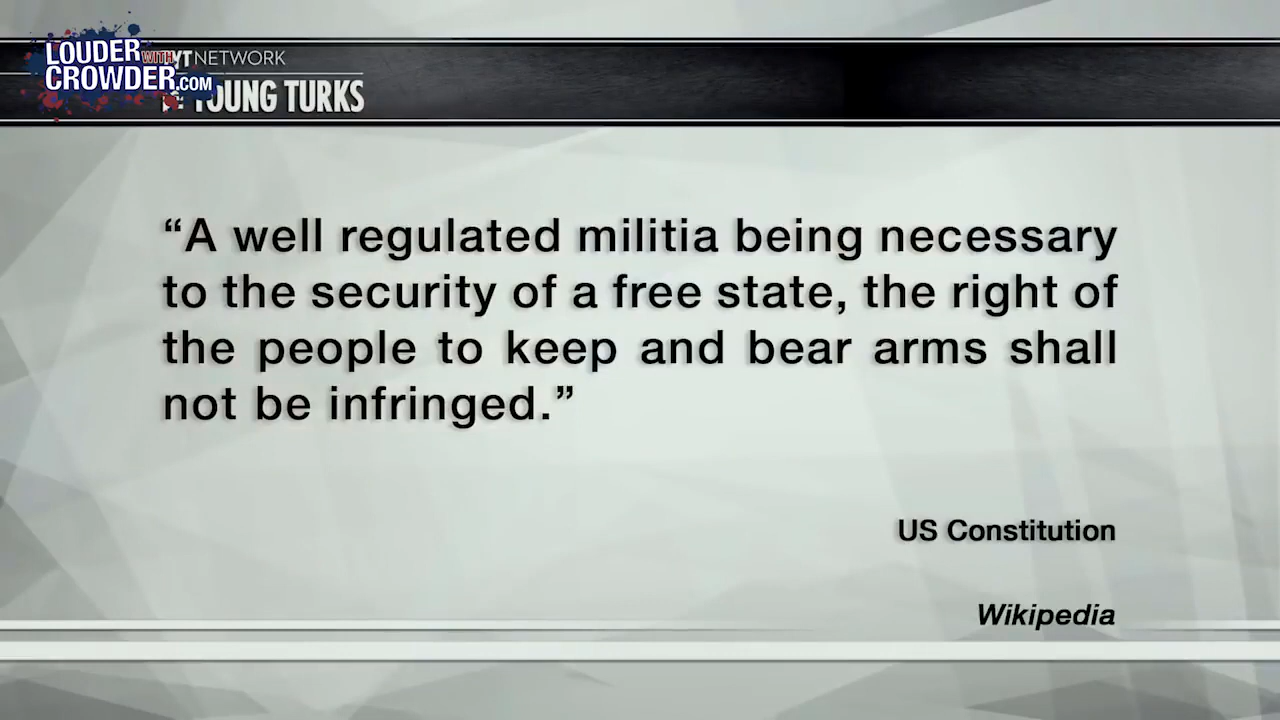 LOUDER
WITH
CROWDER.COM
YT NETWORK
YOUNG TURKS
“A well regulated militia being necessary
to the security of a free state, the right of
the people to keep and bear arms shall
not be infringed.”
US Constitution
Wikipedia